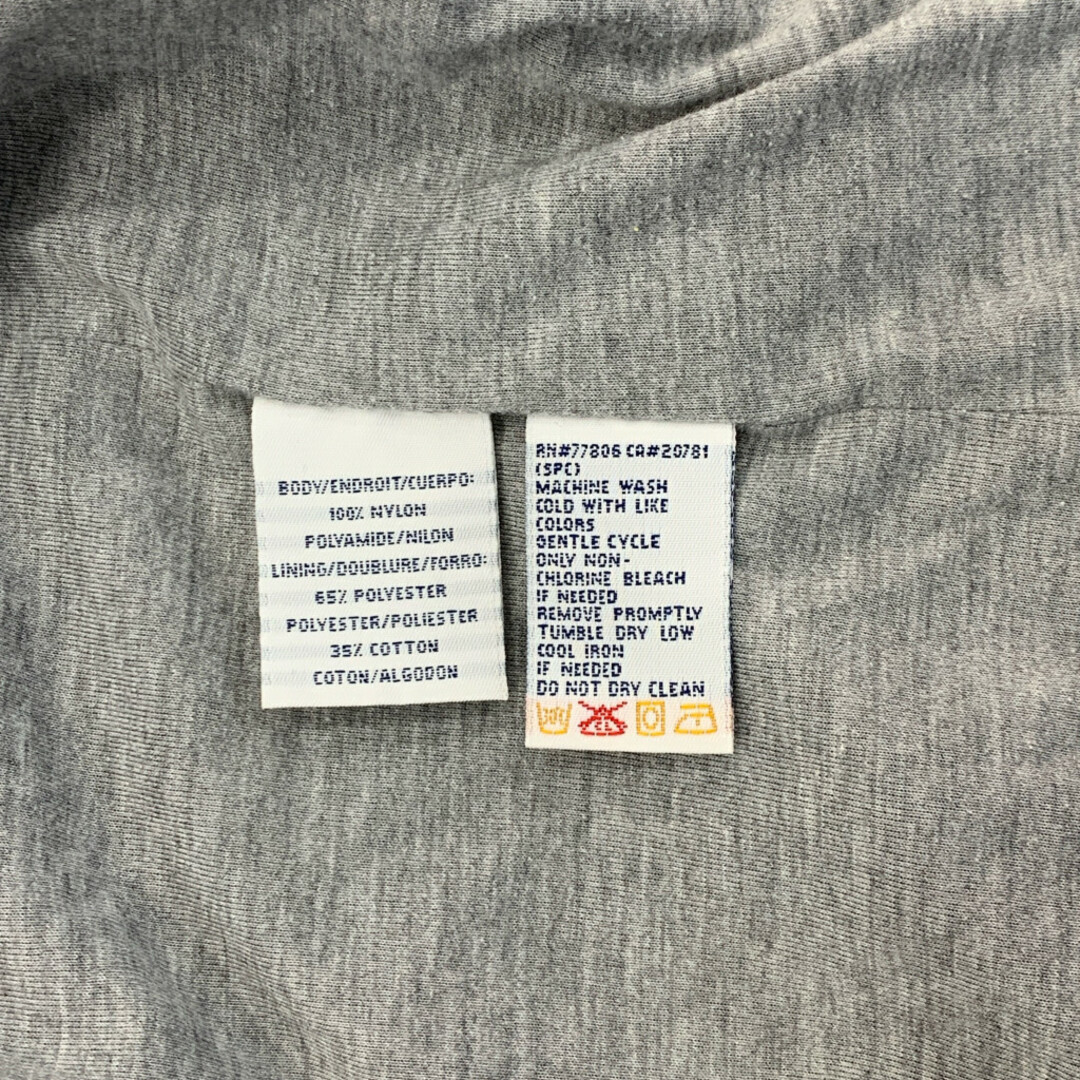 BODY/ENDROIT/CUERPO:
100% NYLON
POLYAMIDE/NILON
LINING/DOUBLURE/FORRO:
65% POLYESTER
POLYESTER/POLIESTER
35% COTTON
COTON/ALGODON
RN#77806 CA#20781
(SPC)
MACHINE WASH
COLD WITH LIKE
COLORS
GENTLE CYCLE
ONLY NON-
CHLORINE BLEACH
IF NEEDED
REMOVE PROMPTLY
TUMBLE DRY LOW
COOL IRON
IF NEEDED
DO NOT DRY CLEAN